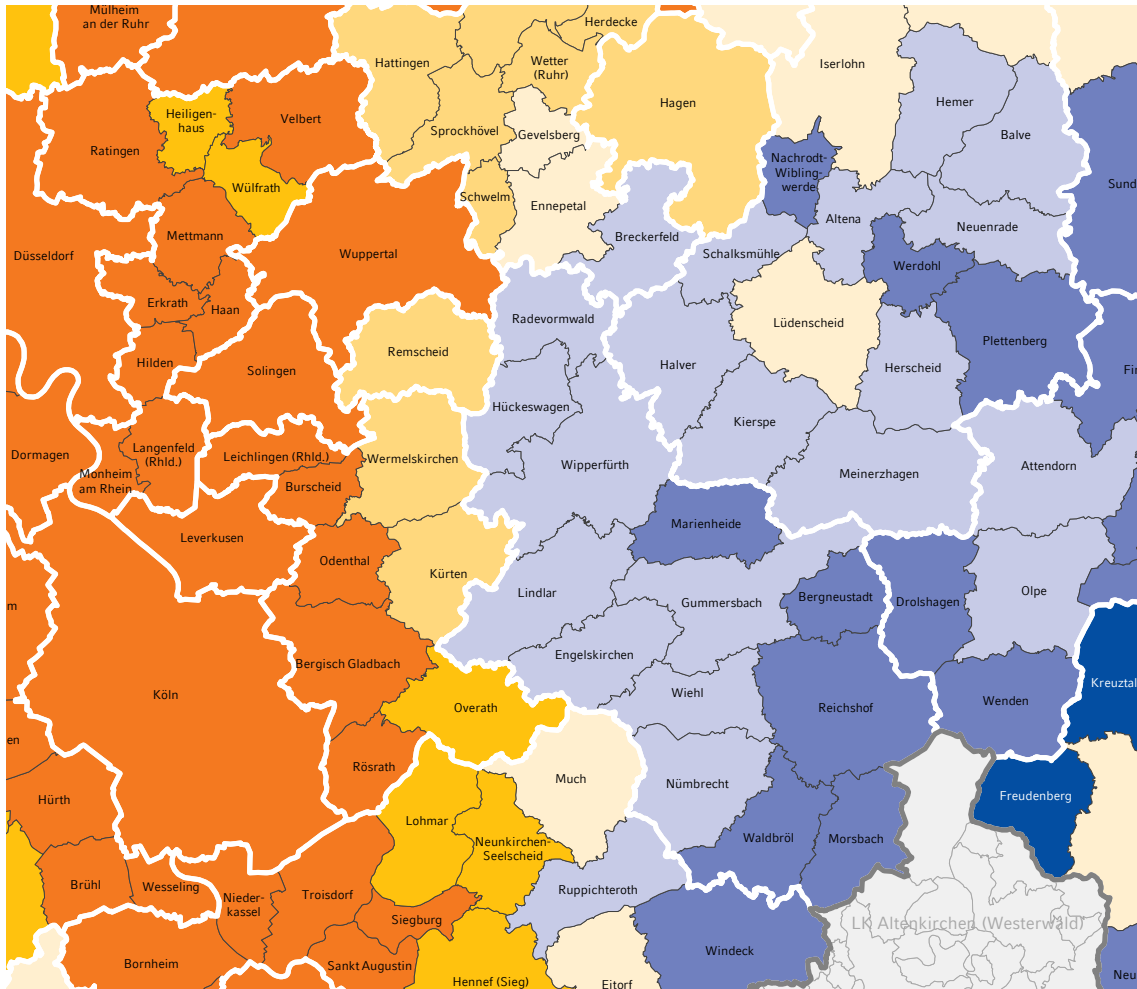 Mülheim
an der Ruhr
Herdecke
Hattingen
Wetter
(Ruhr)
Iserlohn
Hagen
Hemer
Heiligen-
haus
Velbert
Sprockhövel
Gevelsberg
Balve
Ratingen
Nachrodt-
Wibling-
werde
Wülfrath
Schwelm
Ennepetal
Altena
Sund
Mettmann
Breckerfeld
Neuenrade
Düsseldorf
Wuppertal
Schalksmühle
Werdohl
Erkrath
Haan
Radevormwald
Lüdenscheid
Plettenberg
Remscheid
Hilden
Solingen
Halver
Herscheid
Fin
Hückeswagen
Kierspe
Dormagen
Langenfeld
(Rhld.)
Leichlingen (Rhld.)
Wermelskirchen
Wipperfürth
Meinerzhagen
Attendorn
Monheim
am Rhein
Burscheid
Marienheide
Leverkusen
Odenthal
Kürten
Lindlar
Gummersbach
Bergneustadt
Drolshagen
Olpe
m
Engelskirchen
Bergisch Gladbach
Köln
Wiehl
Kreuztal
Overath
Reichshof
Wenden
en
Rösrath
Much
Nümbrecht
Freudenberg
Hürth
Lohmar
Neunkirchen-
Seelscheid
Waldbröl
Morsbach
Brühl
Wesseling
Nieder-
kassel
Troisdorf
Ruppichteroth
Siegburg
LK Altenkirchen (Westerwald)
Windeck
Bornheim
Sankt Augustin
Hennef (Sieg)
Eitorf
Neu